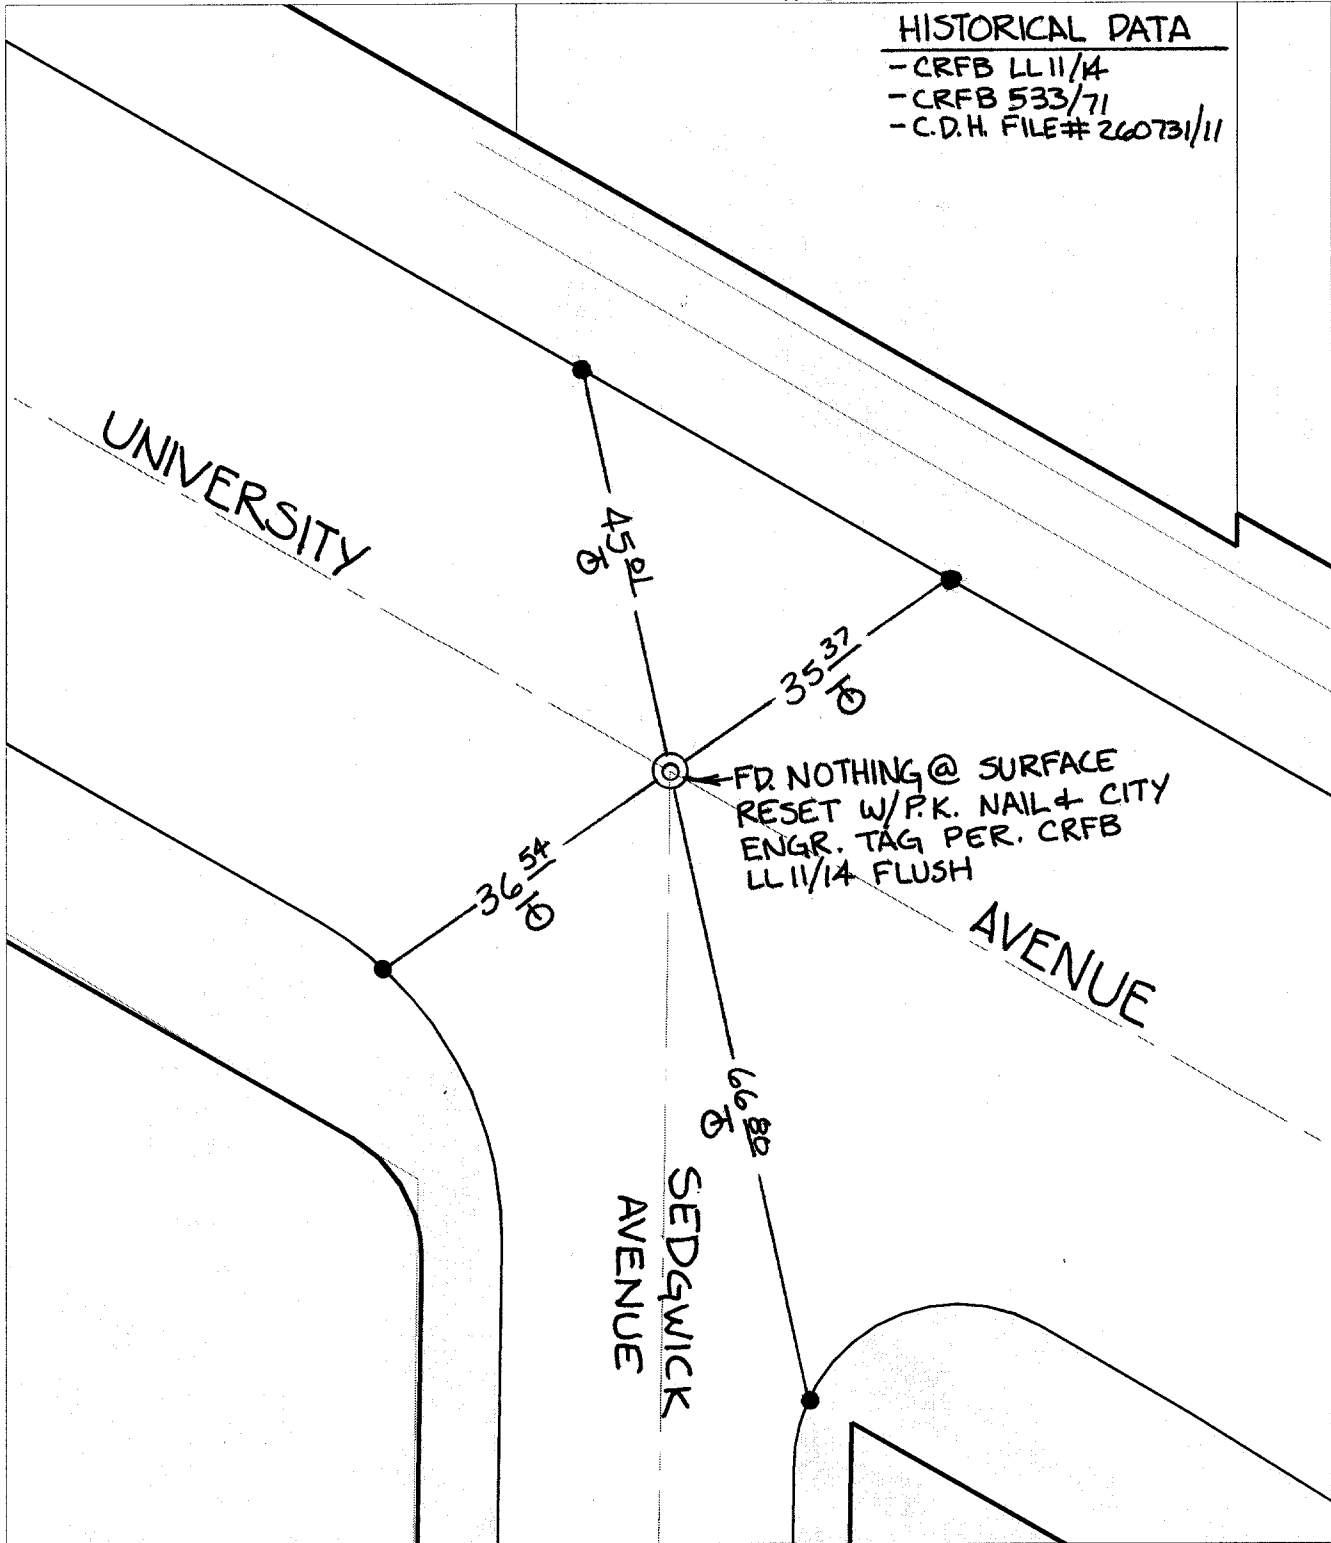 HISTORICAL DATA
- CRFB LL11/14
- CRFB 533/71
- C.D.H. FILE# 260731/11
UNIVERSITY
45 01
35 37
FD. NOTHING @ SURFACE
RESET W/P.K. NAIL & CITY
ENGR. TAG PER. CRFB
LL11/14 FLUSH
36 54
AVENUE
66 80
SEDGWICK
AVENUE